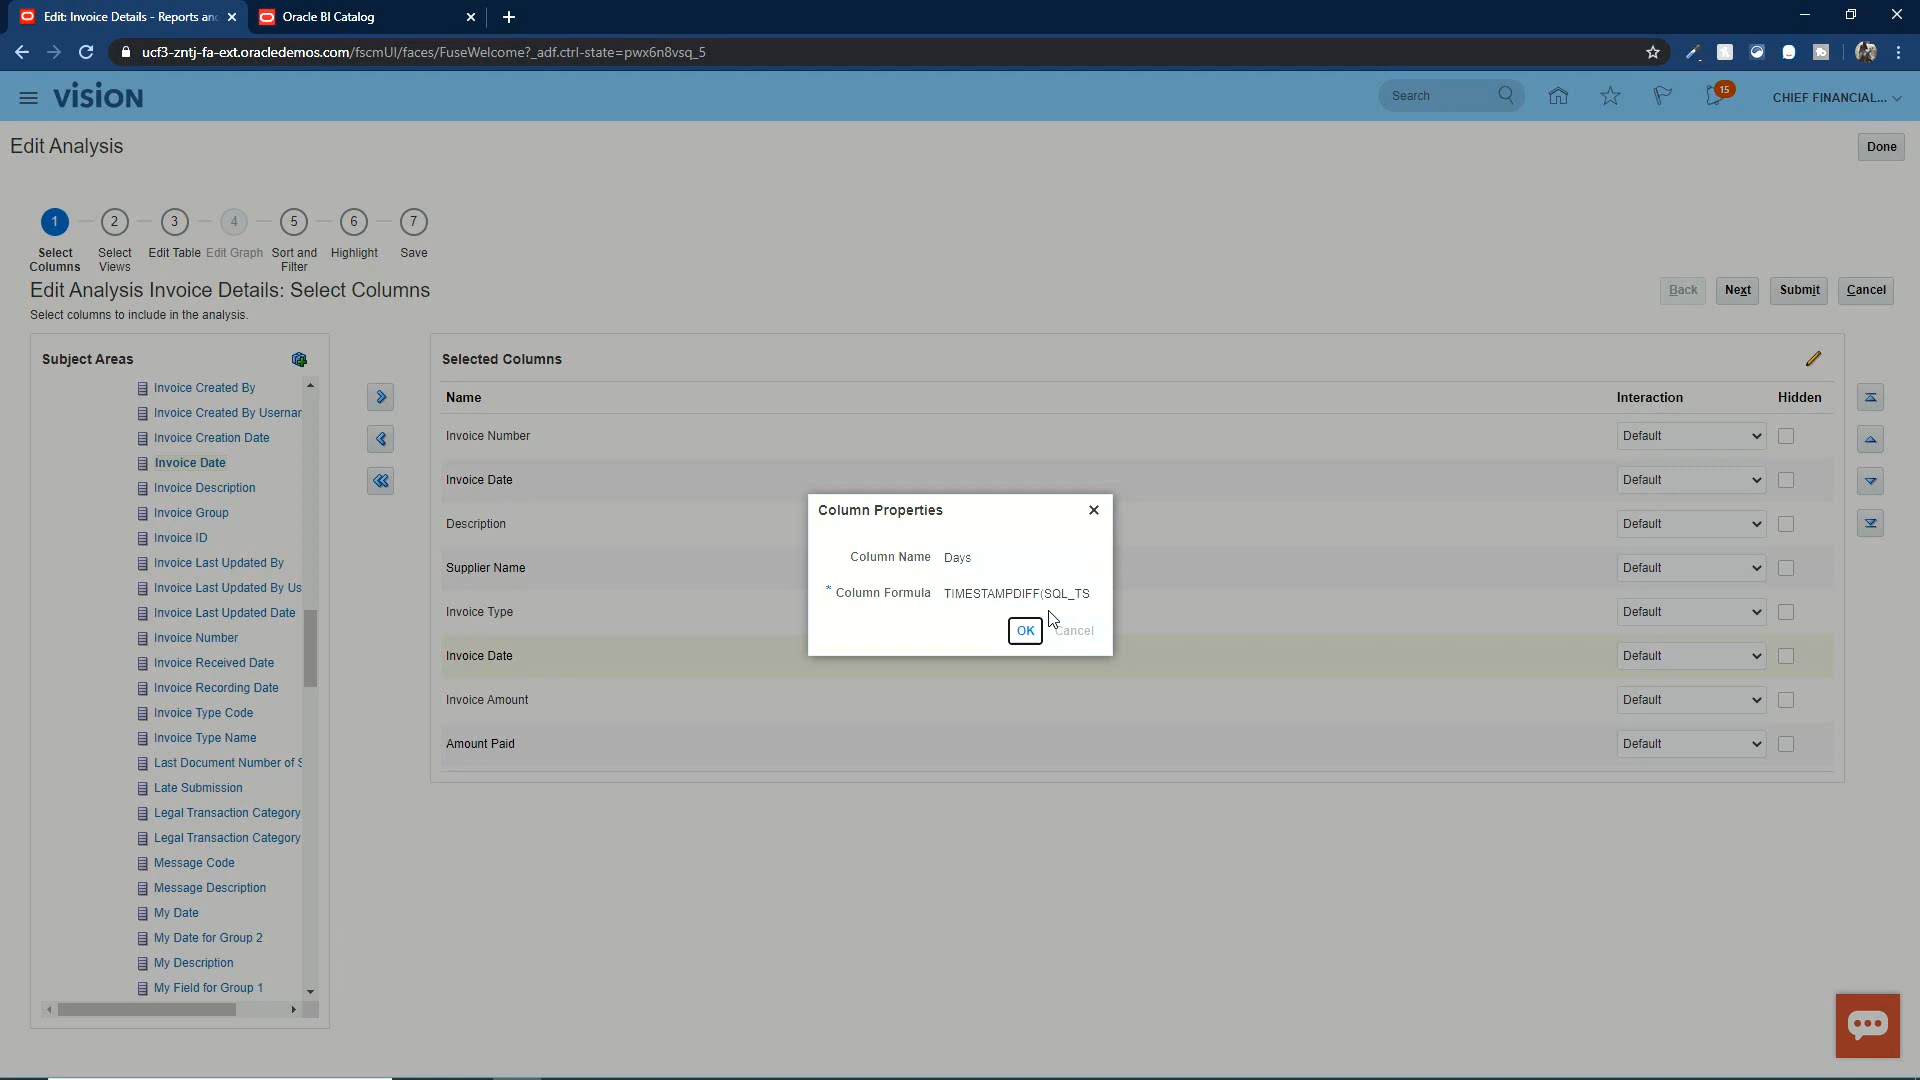 Edit: Invoice Details - Reports and
Oracle BI Catalog
ucf3-zntj-fa-ext.oracledemos.com/fscmUI/faces/FuseWelcome?_adf.ctrl-state=pwx6n8vsq_5
VISION
Search
15
CHIEF FINANCIAL...
Edit Analysis
Done
1 2 3 4 5 6 7
Select Columns
Select Views
Edit Table
Edit Graph
Sort and Filter
Highlight
Save
Edit Analysis Invoice Details: Select Columns
Back Next Submit Cancel
Select columns to include in the analysis.
Subject Areas
Invoice Created By
Invoice Created By Usernar
Invoice Creation Date
Invoice Date
Invoice Description
Invoice Group
Invoice ID
Invoice Last Updated By
Invoice Last Updated By Us
Invoice Last Updated Date
Invoice Number
Invoice Received Date
Invoice Recording Date
Invoice Type Code
Invoice Type Name
Last Document Number of S
Late Submission
Legal Transaction Category
Legal Transaction Category
Message Code
Message Description
My Date
My Date for Group 2
My Description
My Field for Group 1
Selected Columns
Name Interaction Hidden
Invoice Number Default
Invoice Date Default
Description Default
Supplier Name Default
Invoice Type Default
Invoice Date Default
Invoice Amount Default
Amount Paid Default
Column Properties
Column Name Days
* Column Formula TIMESTAMPDIFF(SQL_TS
OK Cancel